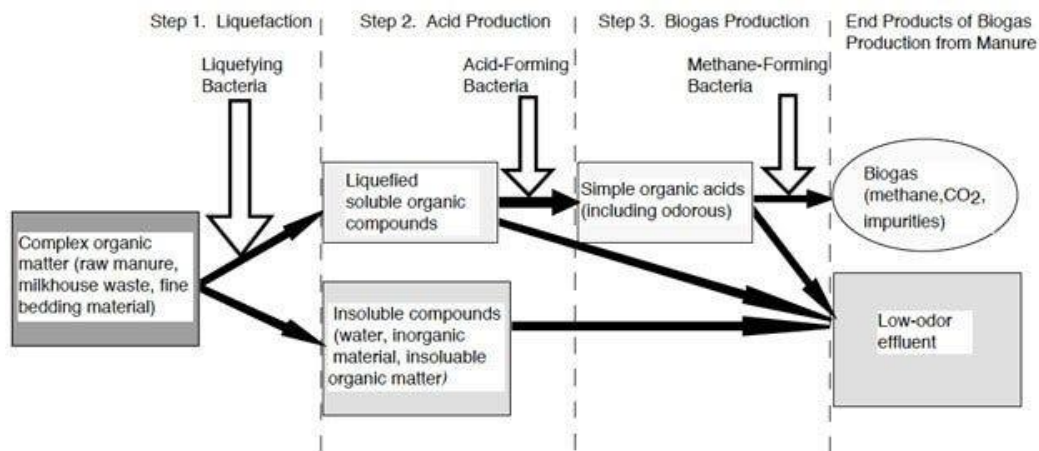 Step 1. Liquefaction
Step 2. Acid Production
Step 3. Biogas Production
End Products of Biogas
Production from Manure
Liquefying
Bacteria
Acid-Forming
Bacteria
Methane-Forming
Bacteria
Complex organic
matter (raw manure,
milkhouse waste, fine
bedding material)
Liquefied
soluble organic
compounds
Simple organic acids
(including odorous)
Biogas
(methane,CO2,
impurities)
Insoluble compounds
(water, inorganic
material, insoluable
organic matter)
Low-odor
effluent